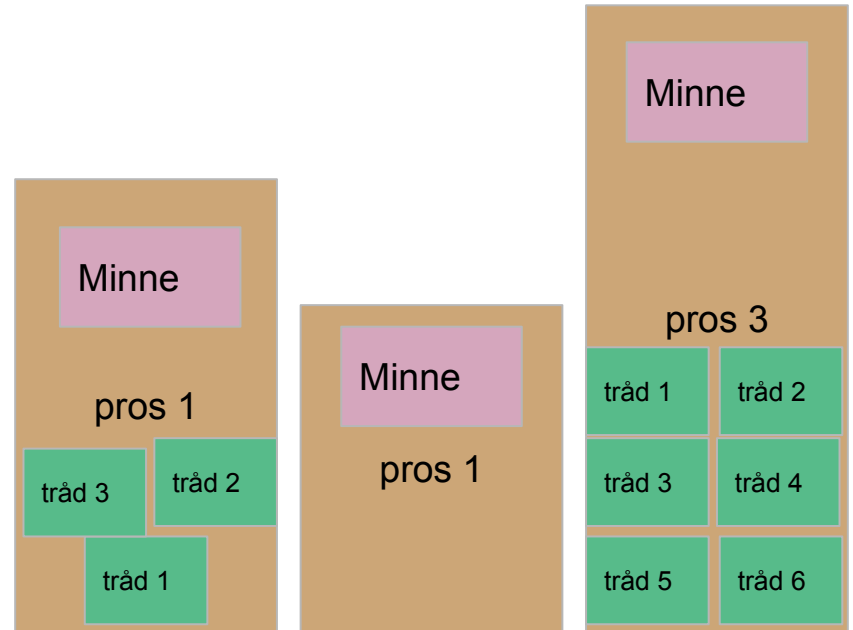 Minne
pros 1
tråd 3
tråd 2
tråd 1
Minne
pros 1
Minne
pros 3
tråd 1
tråd 2
tråd 3
tråd 4
tråd 5
tråd 6